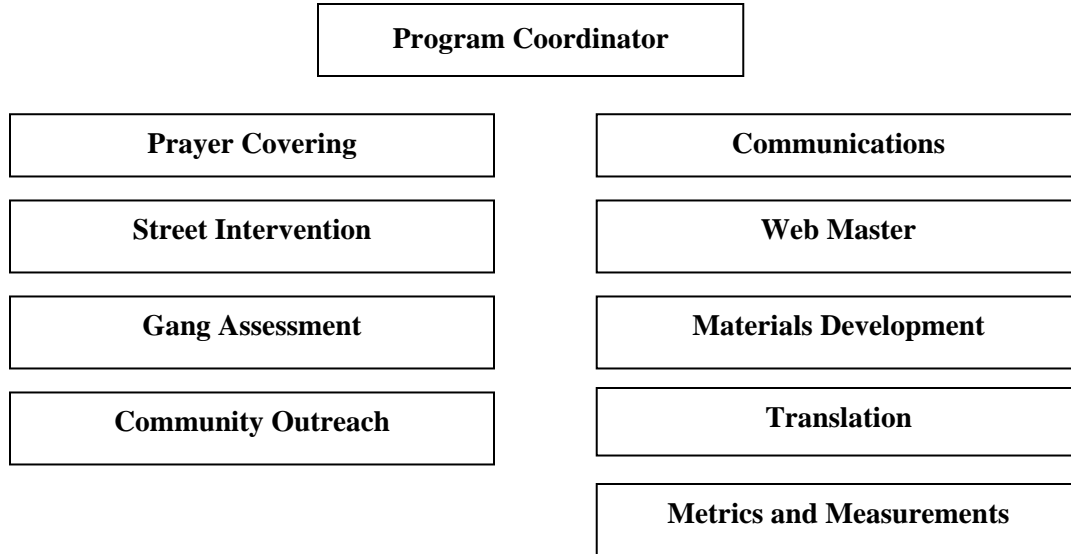 Program Coordinator
Prayer Covering
Street Intervention
Gang Assessment
Community Outreach
Communications
Web Master
Materials Development
Translation
Metrics and Measurements